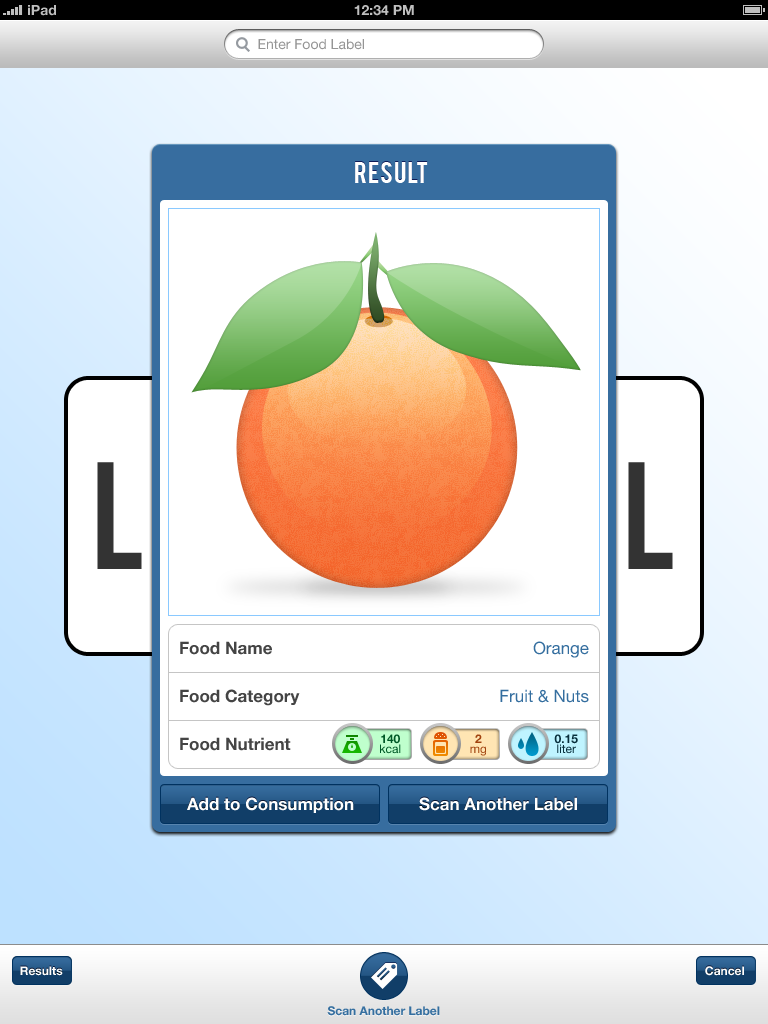 iPad
12:34 PM
Enter Food Label
RESULT
L
L
Food Name
Orange
Food Category
Fruit & Nuts
Food Nutrient
140
kcal
2
mg
0.15
liter
Add to Consumption
Scan Another Label
Results
Scan Another Label
Cancel